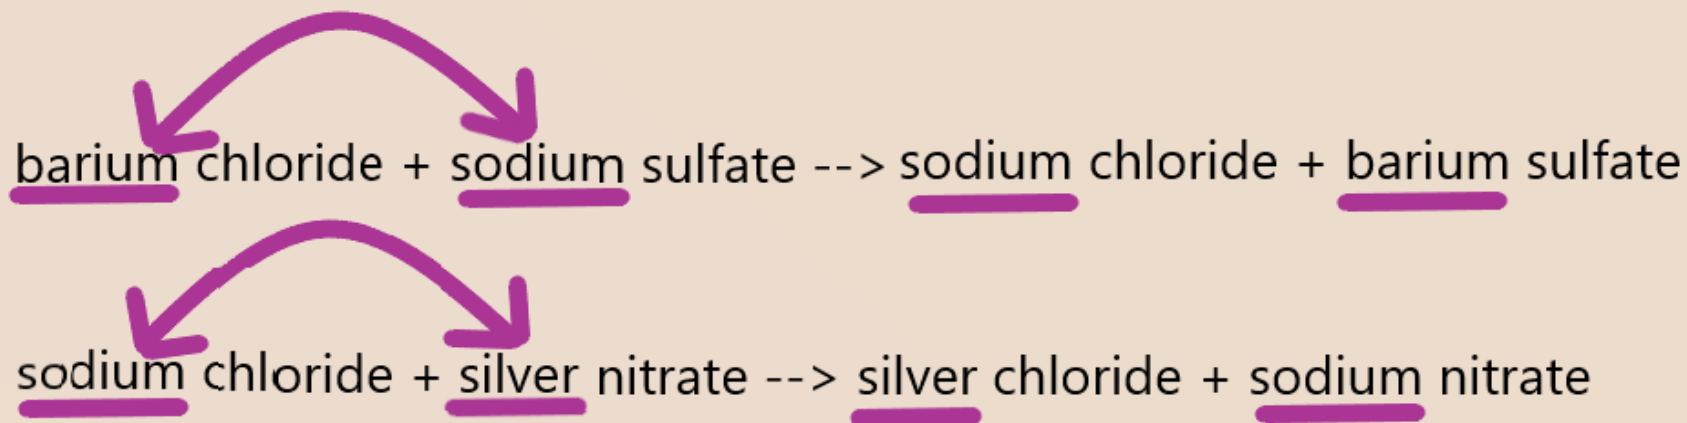 barium chloride + sodium sulfate --> sodium chloride + barium sulfate
sodium chloride + silver nitrate --> silver chloride + sodium nitrate